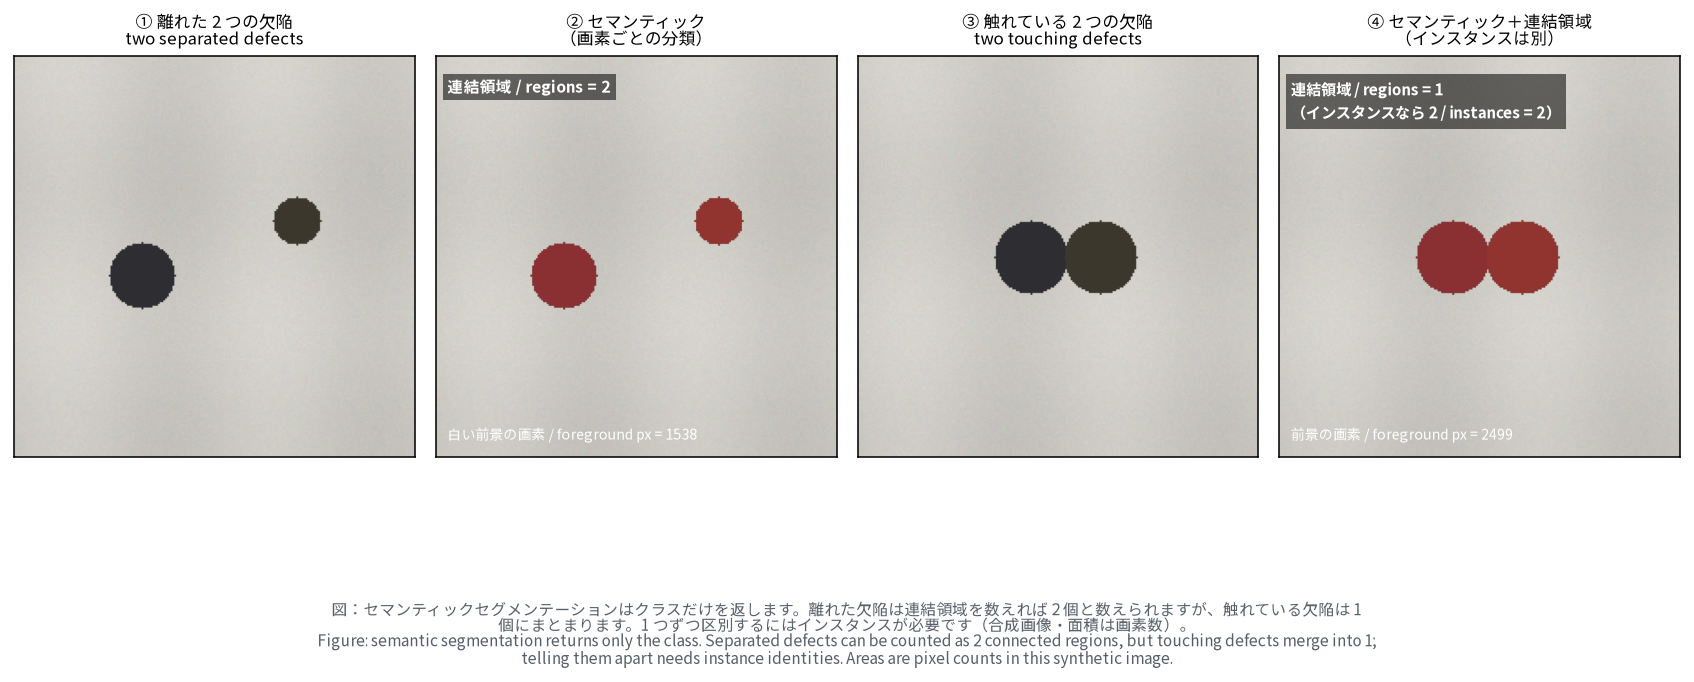 ① 離れた 2 つの欠陥
two separated defects
② セマンティック
（画素ごとの分類）
③ 触れている 2 つの欠陥
two touching defects
④ セマンティック＋連結領域
（インスタンスは別）
連結領域 / regions = 2
連結領域 / regions = 1
（インスタンスなら 2 / instances = 2）
白い前景の画素 / foreground px = 1538
前景の画素 / foreground px = 2499
図：セマンティックセグメンテーションはクラスだけを返します。離れた欠陥は連結領域を数えれば 2 個と数えられますが、触れている欠陥は 1
個にまとまります。1 つずつ区別するにはインスタンスが必要です（合成画像・面積は画素数）。
Figure: semantic segmentation returns only the class. Separated defects can be counted as 2 connected regions, but touching defects merge into 1;
telling them apart needs instance identities. Areas are pixel counts in this synthetic image.